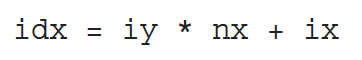 idx = iy * nx + ix